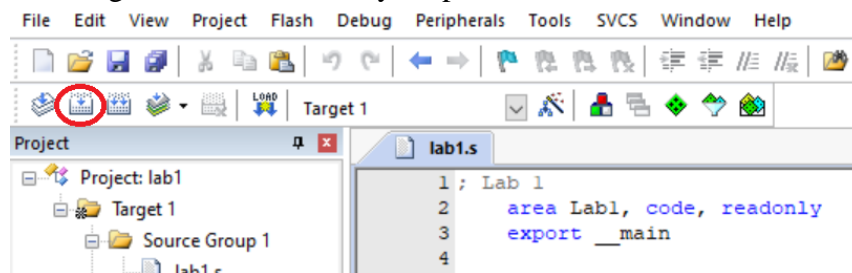 File Edit View Project Flash Debug Peripherals Tools SVCS Window Help
LOAD Target 1
Project
lab1.s
Project: lab1
Target 1
Source Group 1
lab1.s
1 ; Lab 1
2 area Lab1, code, readonly
3 export __main
4